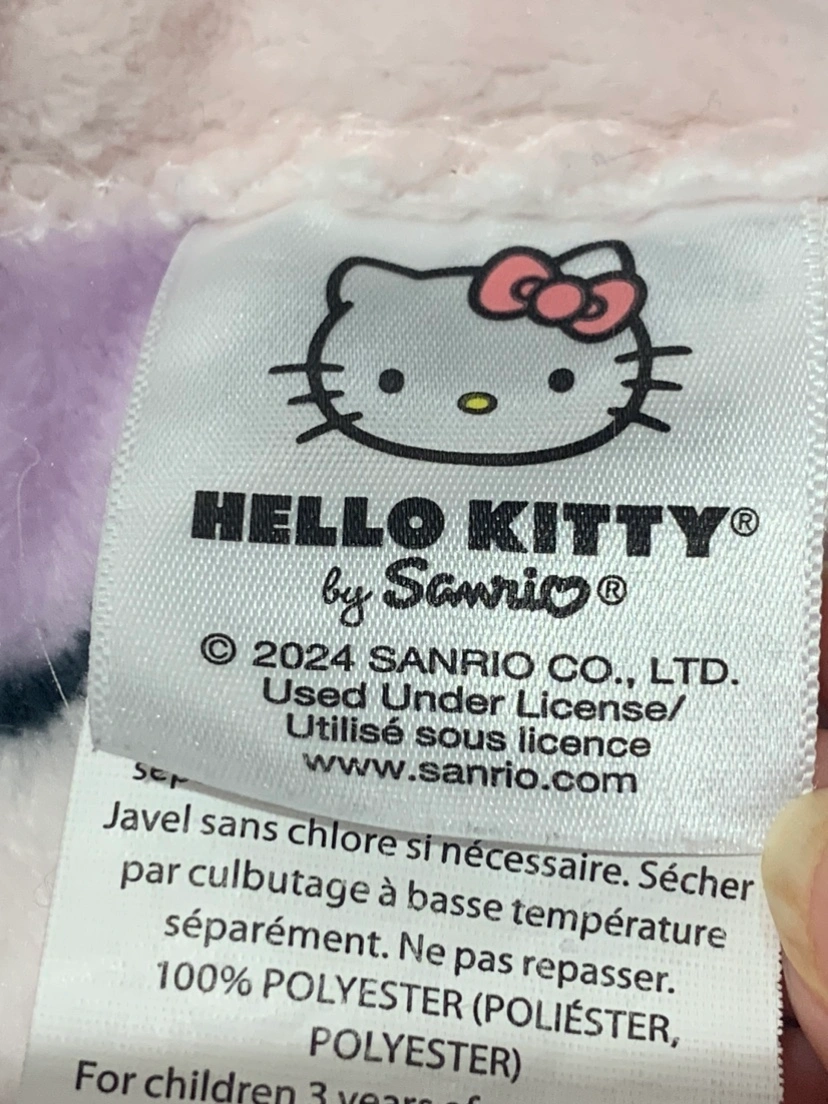 HELLO KITTY®
by Sanrio®
© 2024 SANRIO CO., LTD.
Used Under License/
Utilisé sous licence
www.sanrio.com
Javel sans chlore si nécessaire. Sécher
par culbutage à basse température
séparément. Ne pas repasser.
100% POLYESTER (POLIÉSTER,
POLYESTER)
For children 3 years of